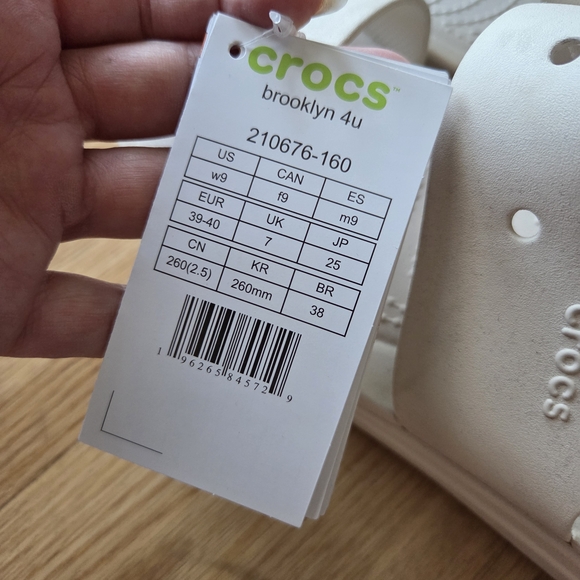 crocs™
brooklyn 4u
210676-160
US CAN ES
w9 f9 m9
EUR UK JP
39-40 7 25
CN KR BR
260(2.5) 260mm 38
1 96265 84572 9
crocs